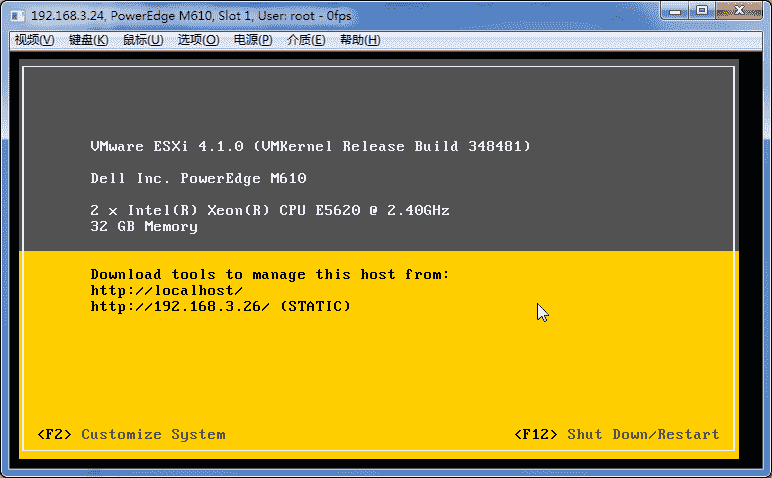 192.168.3.24, PowerEdge M610, Slot 1, User: root - 0fps
视频(V) 键盘(K) 鼠标(U) 选项(O) 电源(P) 介质(E) 帮助(H)
VMware ESXi 4.1.0 (VMKernel Release Build 348481)
Dell Inc. PowerEdge M610
2 x Intel(R) Xeon(R) CPU E5620 @ 2.40GHz
32 GB Memory
Download tools to manage this host from:
http://localhost/
http://192.168.3.26/ (STATIC)
<F2> Customize System <F12> Shut Down/Restart